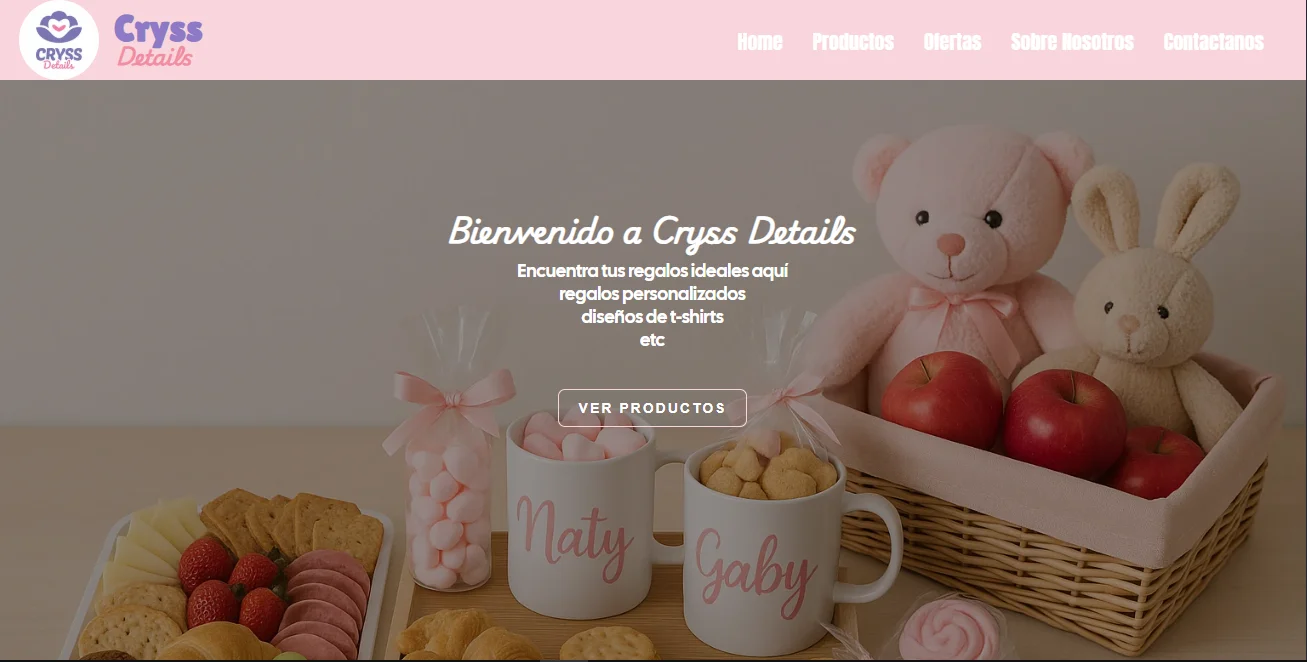 CRYSS
Details
Cryss
Details
Home Productos Ofertas Sobre Nosotros Contactanos
Bienvenido a Cryss Details
Encuentra tus regalos ideales aquí
regalos personalizados
diseños de t-shirts
etc
VER PRODUCTOS
Naty
Gaby